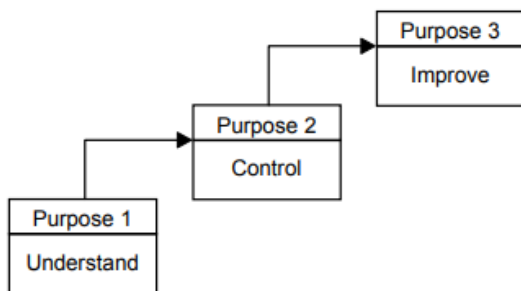 Purpose 1
Understand
Purpose 2
Control
Purpose 3
Improve